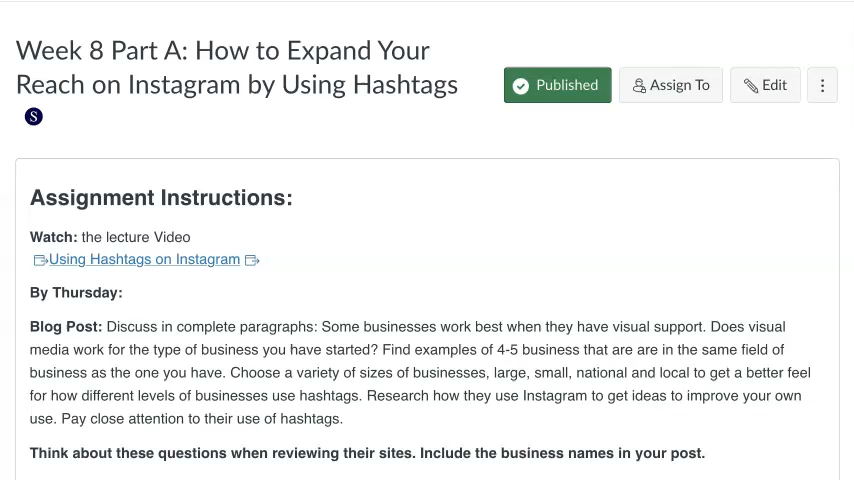 Week 8 Part A: How to Expand Your
Reach on Instagram by Using Hashtags
S
Published
Assign To
Edit
Assignment Instructions:
Watch: the lecture Video
Using Hashtags on Instagram
By Thursday:
Blog Post: Discuss in complete paragraphs: Some businesses work best when they have visual support. Does visual
media work for the type of business you have started? Find examples of 4-5 business that are are in the same field of
business as the one you have. Choose a variety of sizes of businesses, large, small, national and local to get a better feel
for how different levels of businesses use hashtags. Research how they use Instagram to get ideas to improve your own
use. Pay close attention to their use of hashtags.
Think about these questions when reviewing their sites. Include the business names in your post.